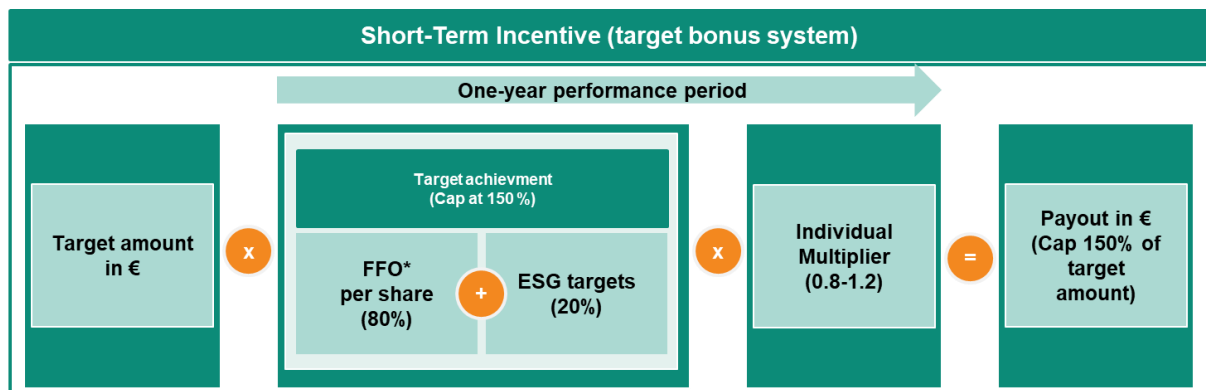 Short-Term Incentive (target bonus system)
One-year performance period
Target amount
in €
x
Target achievment
(Cap at 150 %)
FFO*
per share
(80%)
+
ESG targets
(20%)
x
Individual
Multiplier
(0.8-1.2)
=
Payout in €
(Cap 150% of
target
amount)